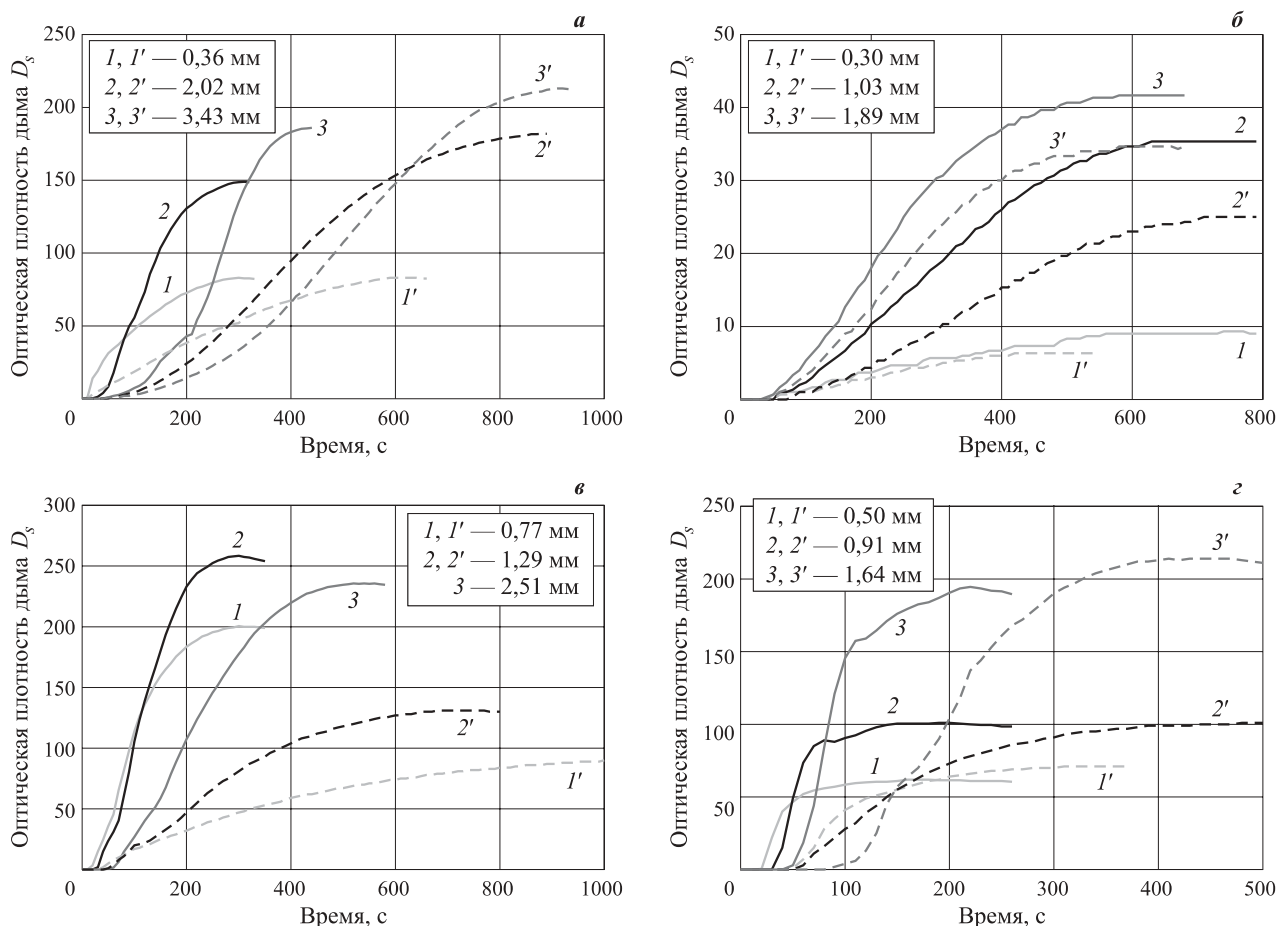 а
Оптическая плотность дыма Ds
250
200
150
100
50
0
200
400
600
800
1000
Время, с
1, 1′ — 0,36 мм
2, 2′ — 2,02 мм
3, 3′ — 3,43 мм
1
2
3
1′
2′
3′
б
Оптическая плотность дыма Ds
50
40
30
20
10
0
200
400
600
800
Время, с
1, 1′ — 0,30 мм
2, 2′ — 1,03 мм
3, 3′ — 1,89 мм
3
2
3′
2′
1
1′
в
Оптическая плотность дыма Ds
300
250
200
150
100
50
0
200
400
600
800
1000
Время, с
1, 1′ — 0,77 мм
2, 2′ — 1,29 мм
3 — 2,51 мм
2
1
3
2′
1′
г
Оптическая плотность дыма Ds
250
200
150
100
50
0
100
200
300
400
500
Время, с
1, 1′ — 0,50 мм
2, 2′ — 0,91 мм
3, 3′ — 1,64 мм
3′
3
2
2′
1
1′